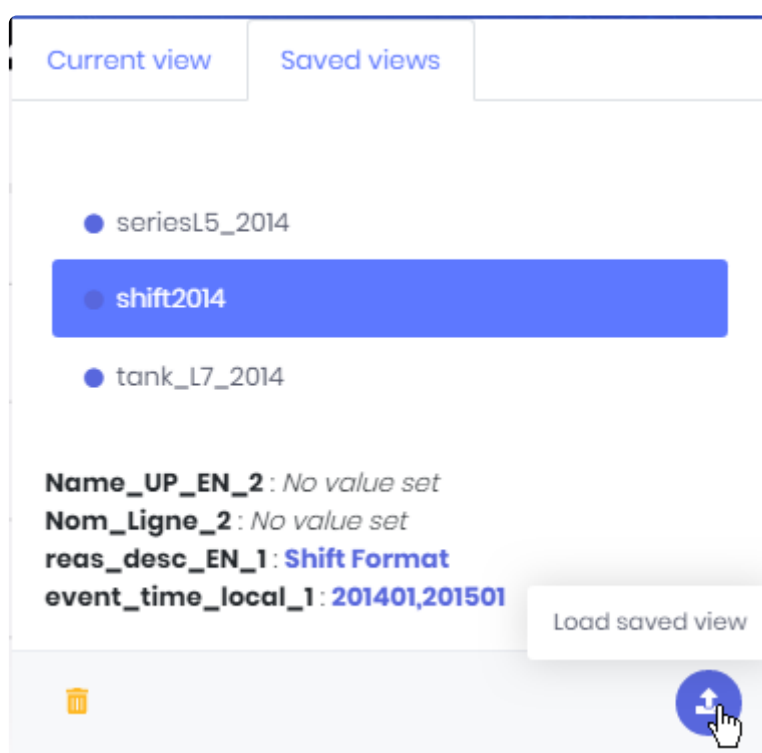 Current view
Saved views
seriesL5_2014
shift2014
tank_L7_2014
Name_UP_EN_2 : No value set
Nom_Ligne_2 : No value set
reas_desc_EN_1 : Shift Format
event_time_local_1 : 201401,201501
Load saved view